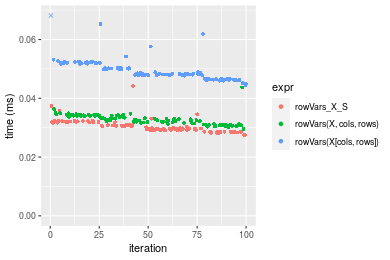 0.06
0.04
0.02
0.00
time (ms)
0
25
50
75
100
iteration
expr
rowVars_X_S
rowVars(X, cols, rows)
rowVars(X[cols, rows])